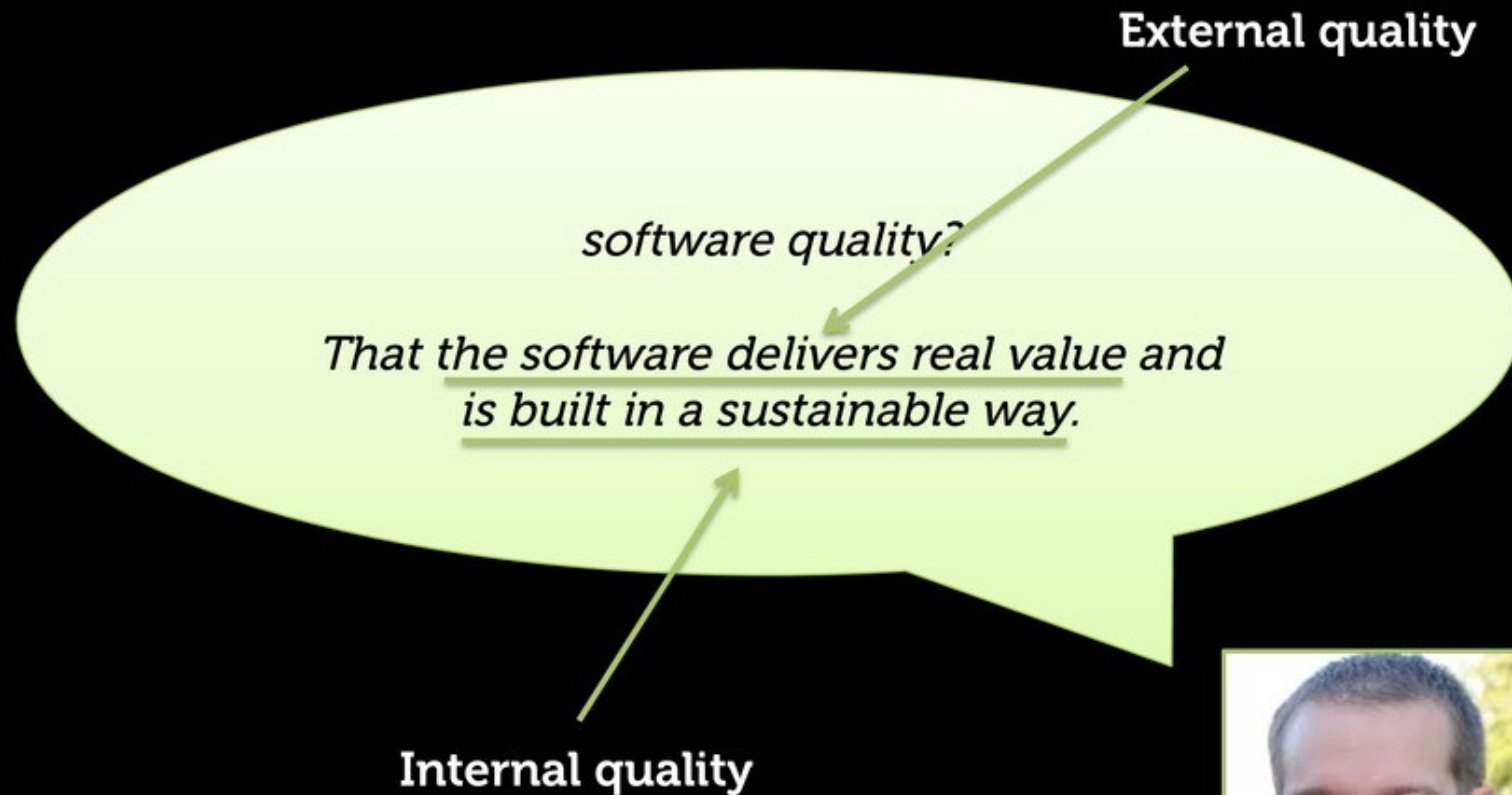 External quality
software quality?
That the software delivers real value and
is built in a sustainable way.
Internal quality